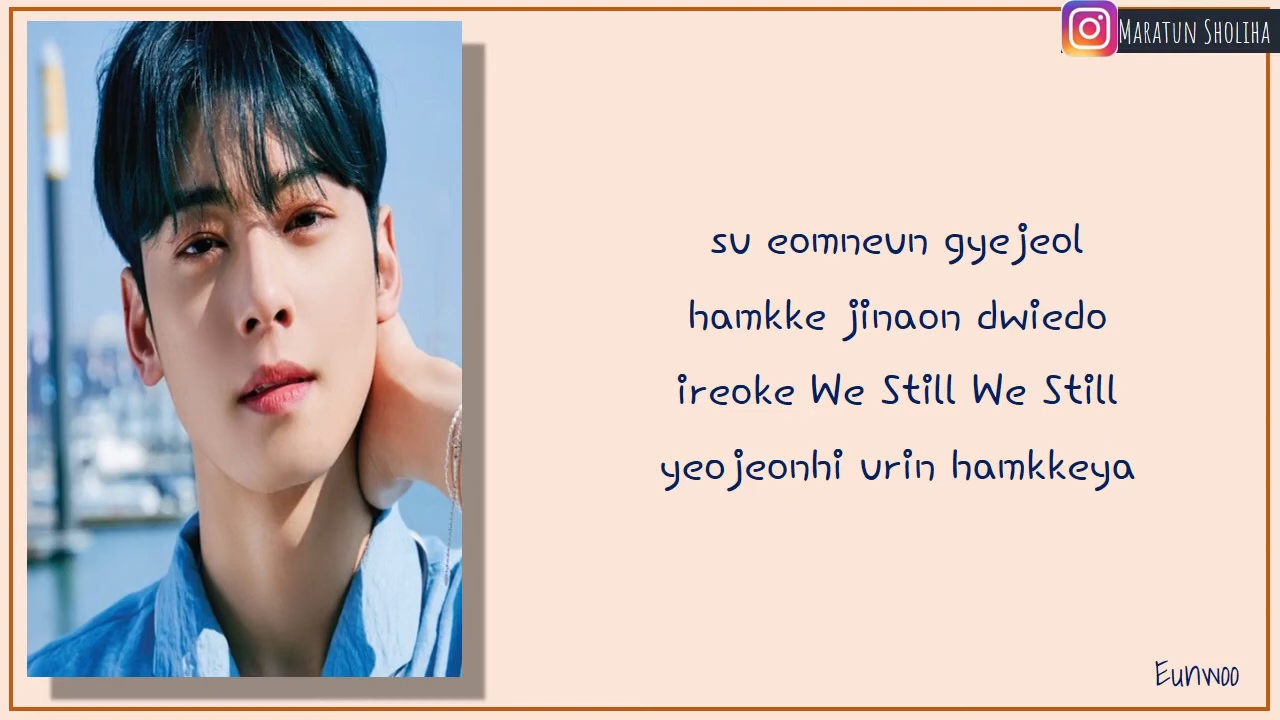 Maratun Sholiha
su eomneun gyejeol
hamkke jinaon dwiedo
ireoke We Still We Still
yeojeonhi urin hamkkeya
Eunwoo